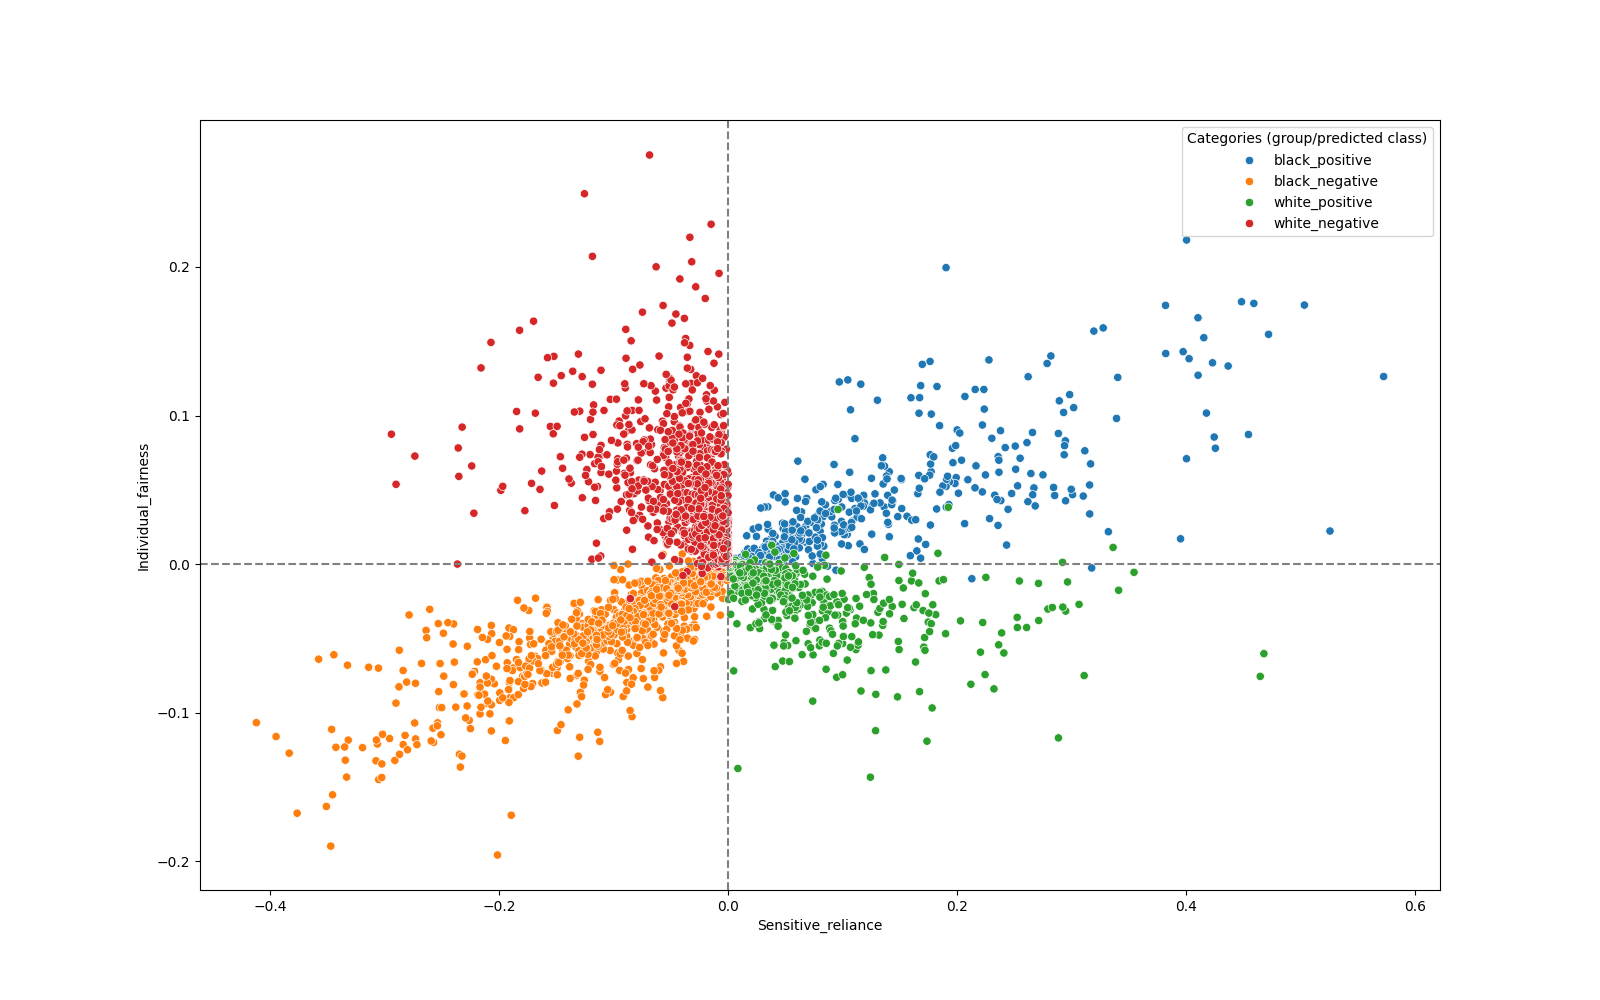 Categories (group/predicted class)
black_positive
black_negative
white_positive
white_negative
Individual_fairness
0.2
0.1
0.0
−0.1
−0.2
−0.4
−0.2
0.0
0.2
0.4
0.6
Sensitive_reliance